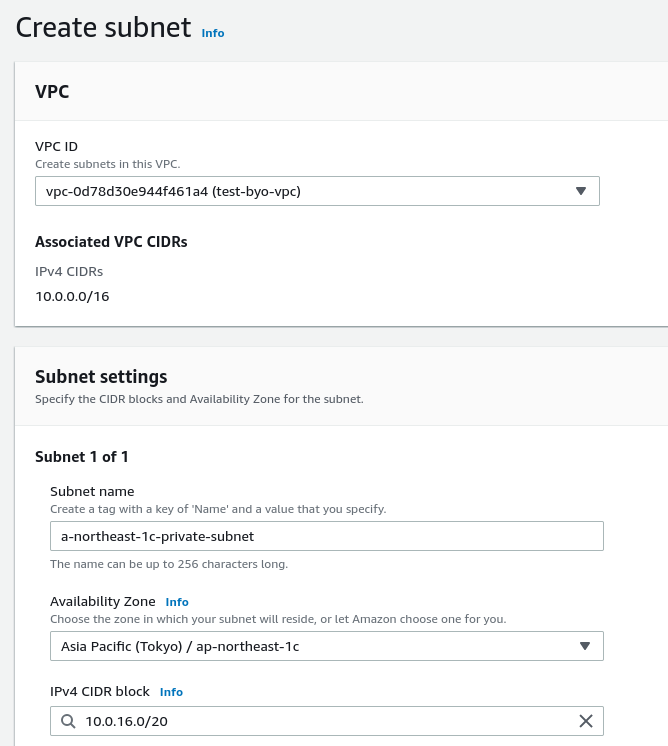 Create subnet Info
VPC
VPC ID
Create subnets in this VPC.
vpc-0d78d30e944f461a4 (test-byo-vpc)
Associated VPC CIDRs
IPv4 CIDRs
10.0.0.0/16
Subnet settings
Specify the CIDR blocks and Availability Zone for the subnet.
Subnet 1 of 1
Subnet name
Create a tag with a key of 'Name' and a value that you specify.
a-northeast-1c-private-subnet
The name can be up to 256 characters long.
Availability Zone Info
Choose the zone in which your subnet will reside, or let Amazon choose one for you.
Asia Pacific (Tokyo) / ap-northeast-1c
IPv4 CIDR block Info
10.0.16.0/20